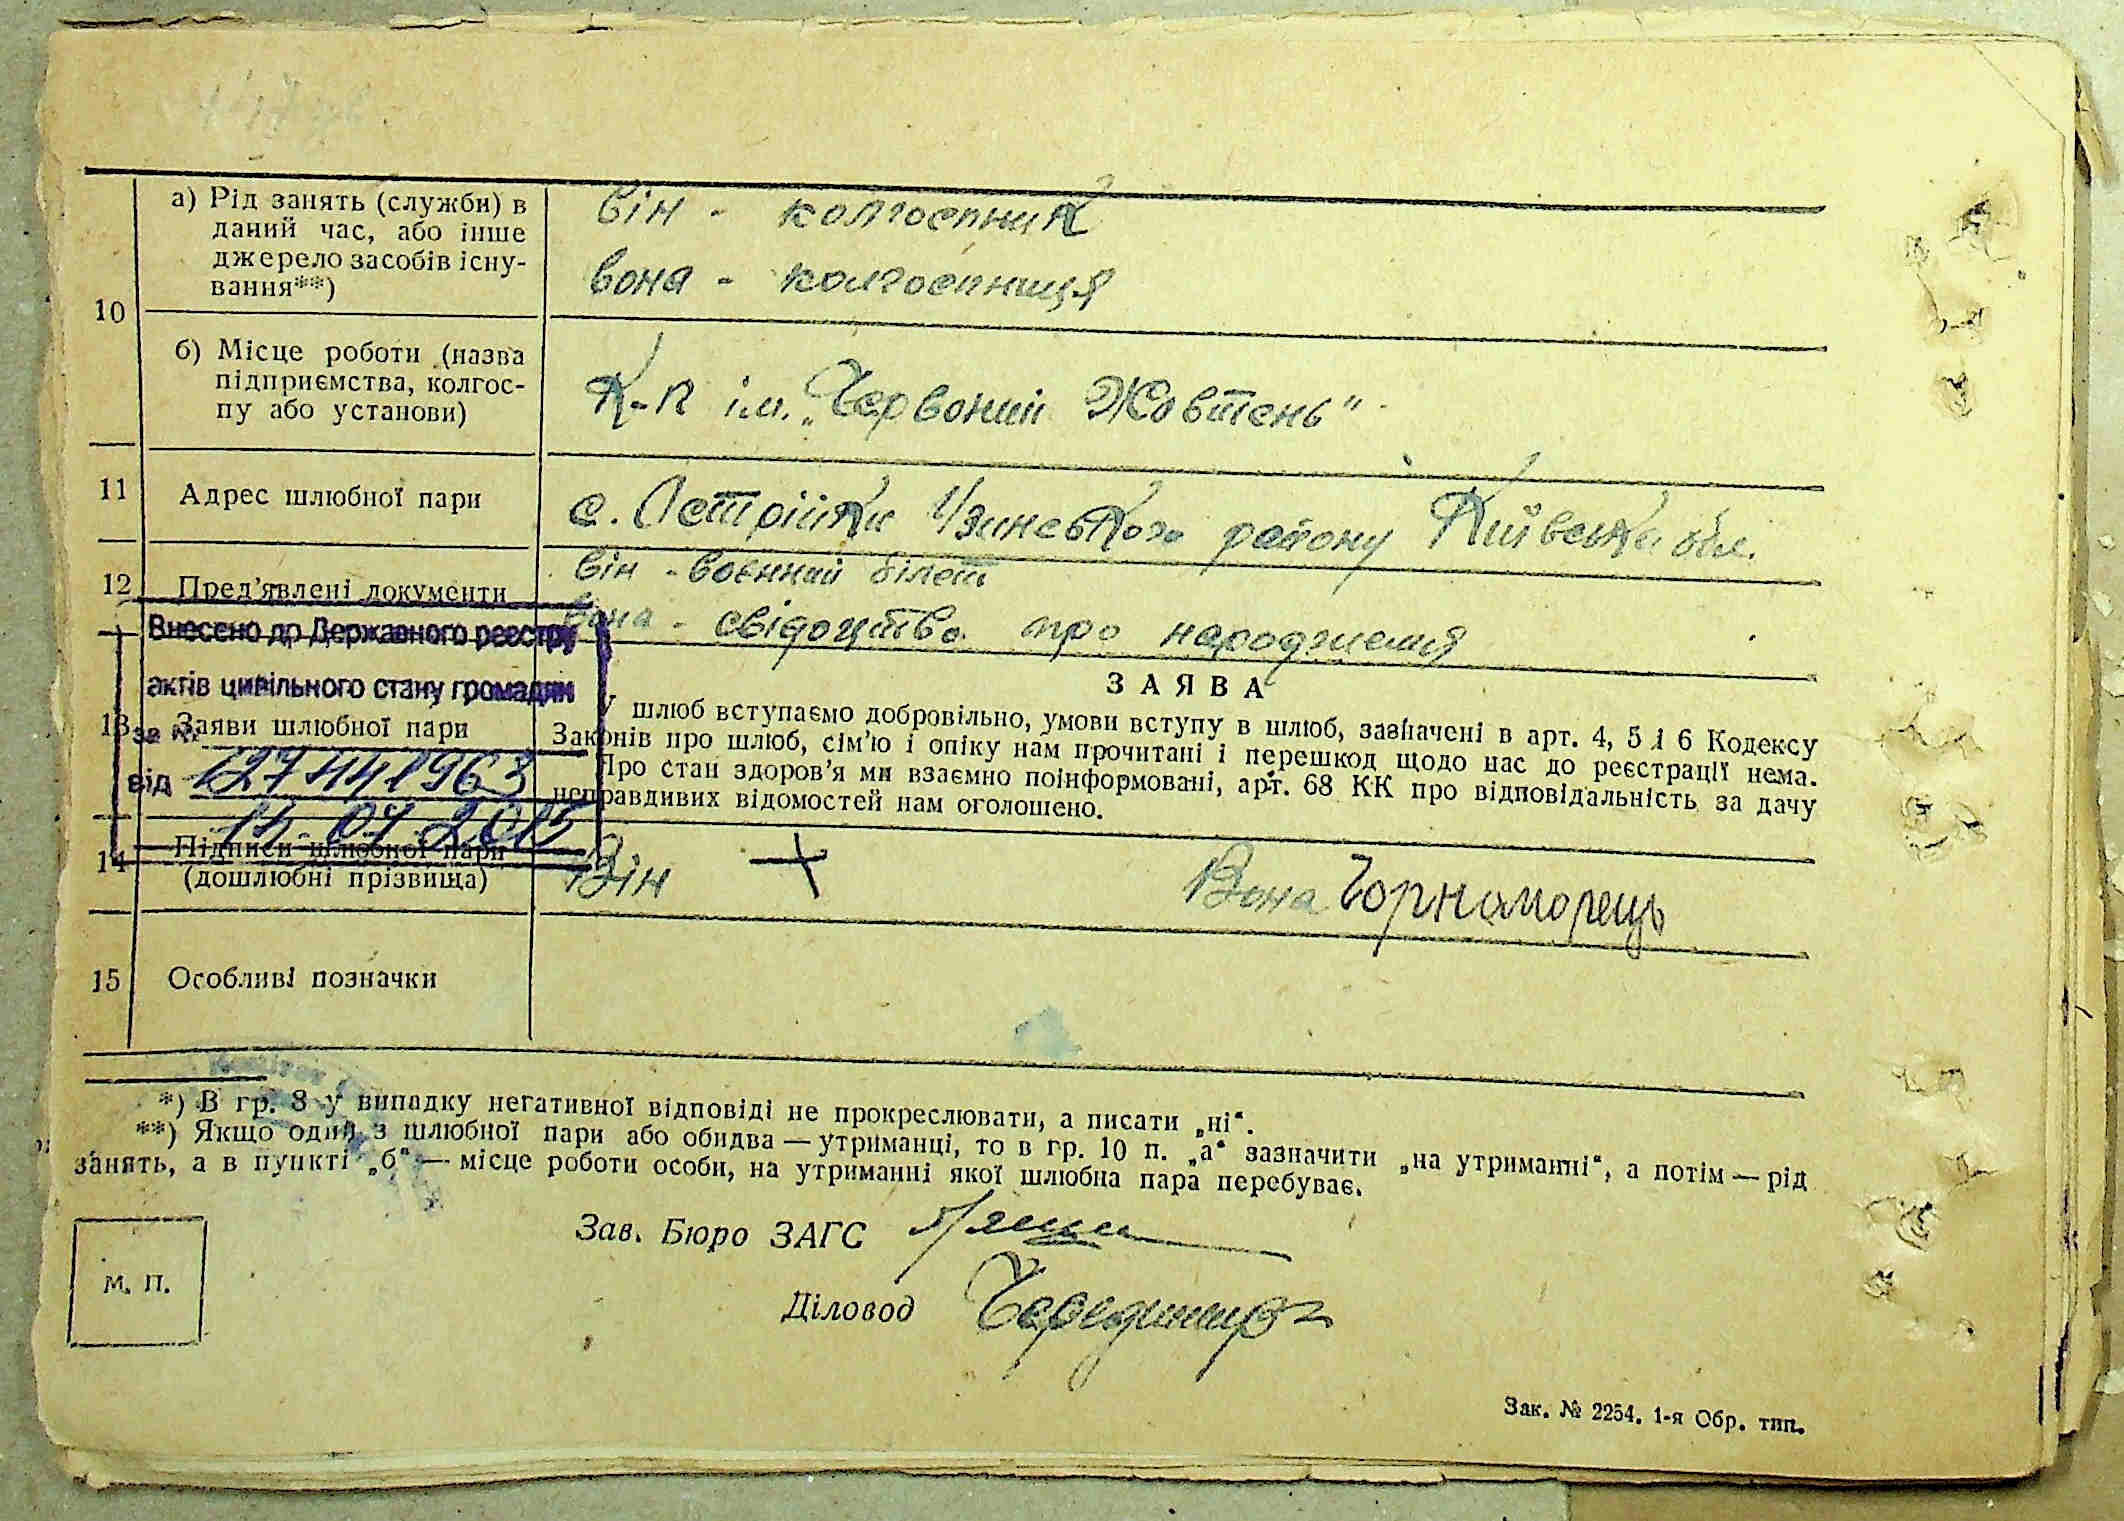 10
а) Рід занять (служби) в
даний час, або інше
джерело засобів існу-
вання**)
він - колгоспник
вона - колгоспниця
б) Місце роботи (назва
підприємства, колгос-
пу або установи)
К-п ім. „Червоний Жовтень"
11
Адрес шлюбної пари
с. Острійки Узинського району Київська обл.
12
Пред'явлені документи
він - воєнний білет
вона - свідоцтво про народження
Внесено до Державного реєстру
актів цивільного стану громадян
за №
від
13
Заяви шлюбної пари
ЗАЯВА
У шлюб вступаємо добровільно, умови вступу в шлюб, зазначені в арт. 4, 5 і 6 Кодексу
Законів про шлюб, сім'ю і опіку нам прочитані і перешкод щодо нас до реєстрації нема.
Про стан здоров'я ми взаємно поінформовані, арт. 68 КК про відповідальність за дачу
неправдивих відомостей нам оголошено.
14
Підписи шлюбної пари
(дошлюбні прізвища)
Він +
Вона Чорноморець
15
Особливі позначки
*) В гр. 8 у випадку негативної відповіді не прокреслювати, а писати „ні".
**) Якщо один з шлюбної пари або обидва — утриманці, то в гр. 10 п. „а" зазначити „на утриманні", а потім — рід
занять, а в пункті „б" — місце роботи особи, на утриманні якої шлюбна пара перебуває.
М. П.
Зав. Бюро ЗАГС
Діловод
Зак. № 2254. 1-я Обр. тип.